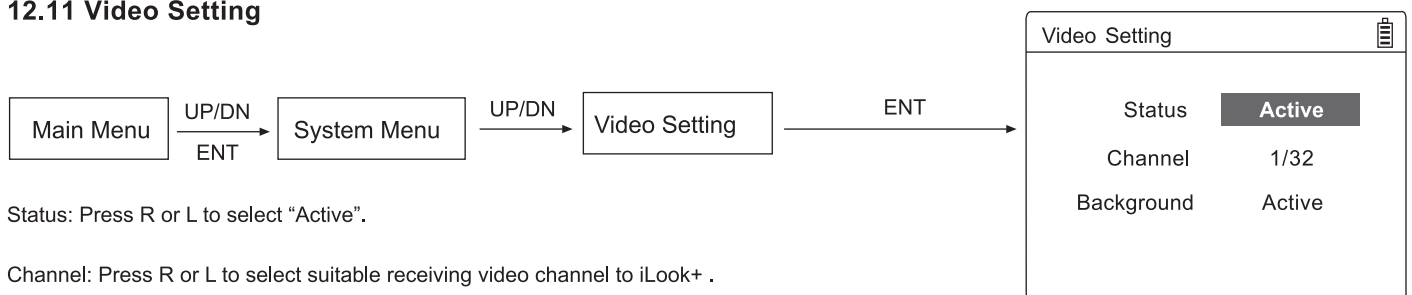 12.11 Video Setting
Main Menu
UP/DN
ENT
System Menu
UP/DN
Video Setting
ENT
Status: Press R or L to select “Active”.
Channel: Press R or L to select suitable receiving video channel to iLook+ .
Video Setting
Status Active
Channel 1/32
Background Active